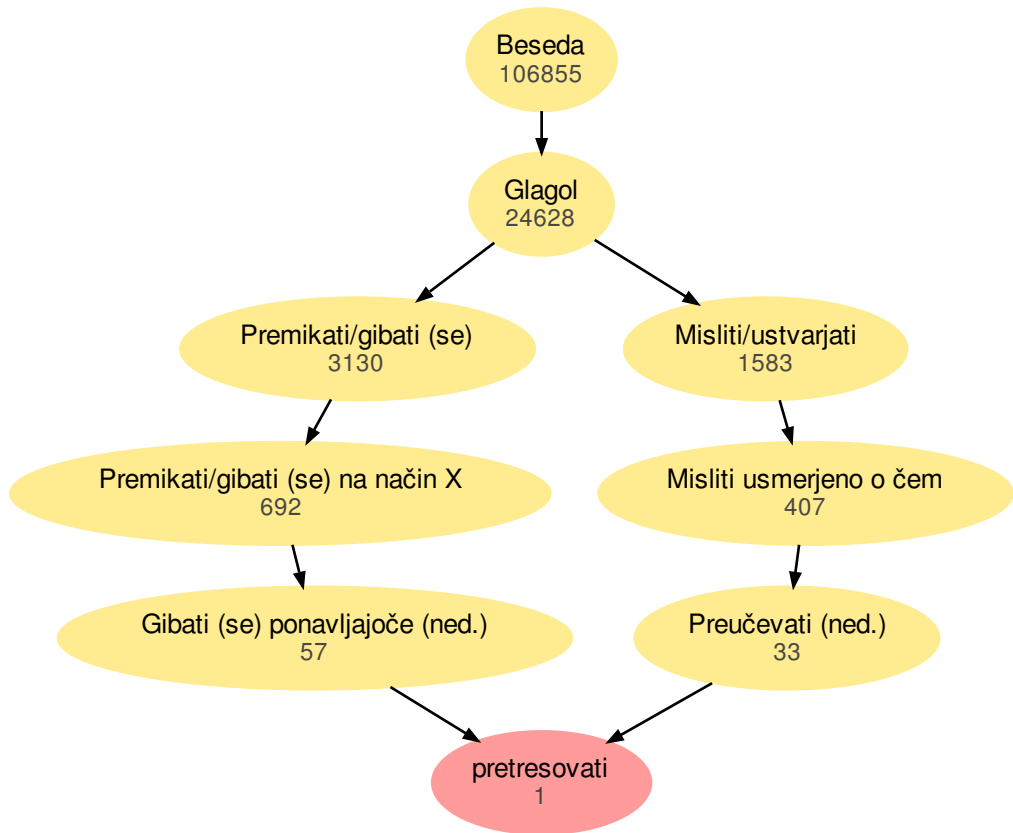 Beseda
106855
Glagol
24628
Premikati/gibati (se)
3130
Misliti/ustvarjati
1583
Premikati/gibati (se) na način X
692
Misliti usmerjeno o čem
407
Gibati (se) ponavljajoče (ned.)
57
Preučevati (ned.)
33
pretresovati
1